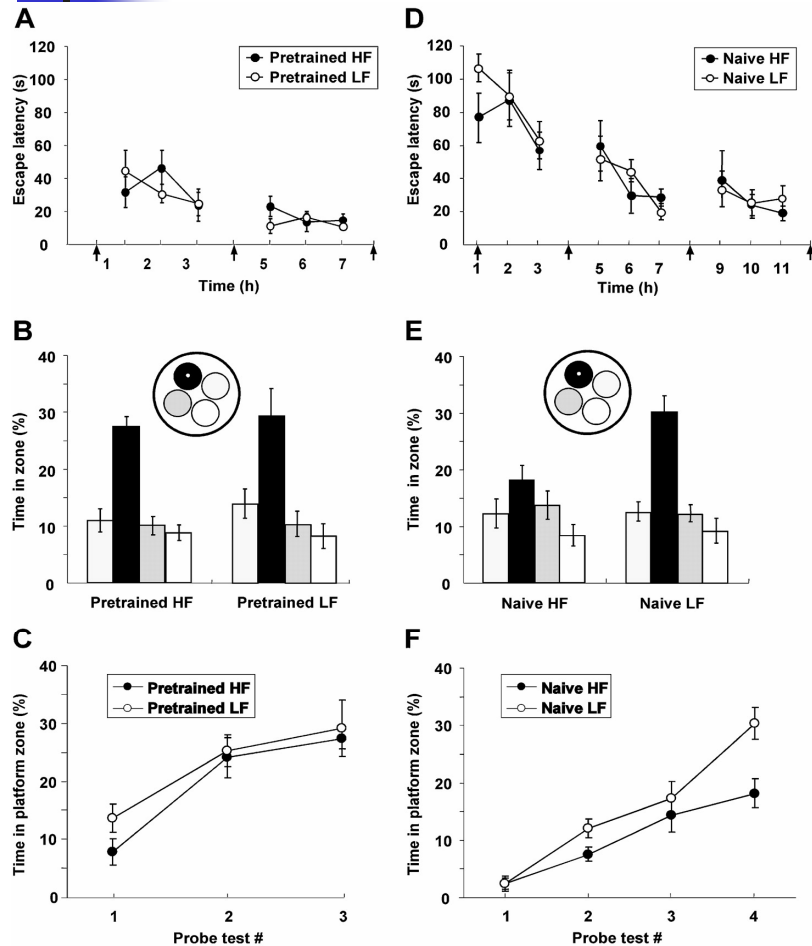 A
Escape latency (s)
120
100
80
60
40
20
0
Pretrained HF
Pretrained LF
1 2 3 5 6 7
Time (h)
B
Time in zone (%)
40
30
20
10
0
Pretrained HF Pretrained LF
C
Time in platform zone (%)
40
30
20
10
0
Pretrained HF
Pretrained LF
1 2 3
Probe test #
D
Escape latency (s)
120
100
80
60
40
20
0
Naive HF
Naive LF
1 2 3 5 6 7 9 10 11
Time (h)
E
Time in zone (%)
40
30
20
10
0
Naive HF Naive LF
F
Time in platform zone (%)
40
30
20
10
0
Naive HF
Naive LF
1 2 3 4
Probe test #